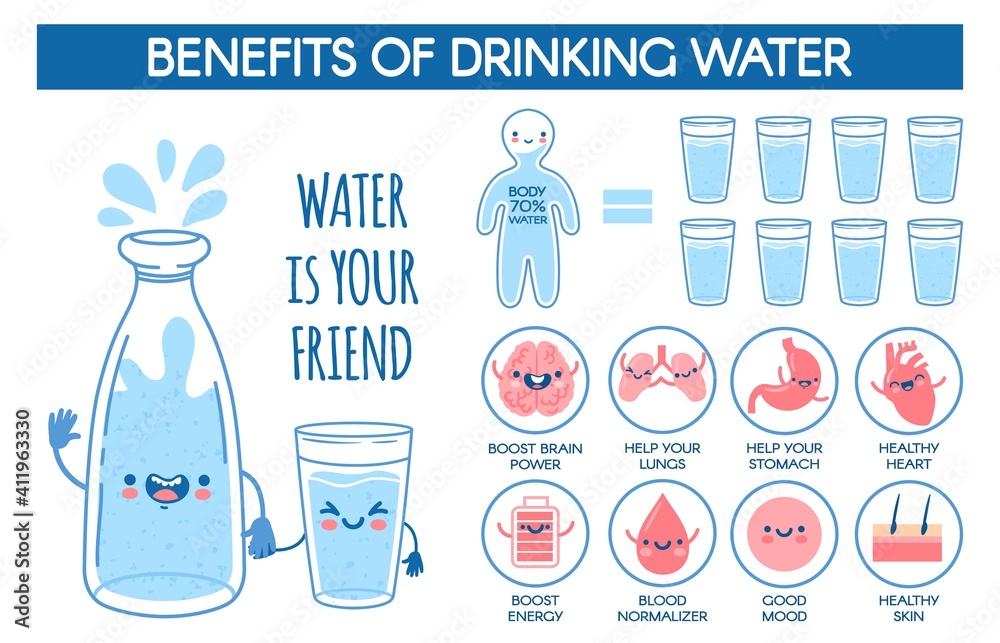 BENEFITS OF DRINKING WATER
WATER
IS YOUR
FRIEND
BODY
70%
WATER
BOOST BRAIN
POWER
HELP YOUR
LUNGS
HELP YOUR
STOMACH
HEALTHY
HEART
BOOST
ENERGY
BLOOD
NORMALIZER
GOOD
MOOD
HEALTHY
SKIN
Adobe Stock | #411963330